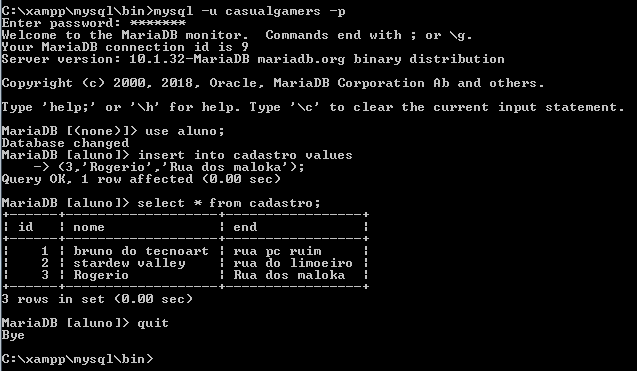 C:\xampp\mysql\bin>mysql -u casualgamers -p
Enter password: *******
Welcome to the MariaDB monitor.  Commands end with ; or \g.
Your MariaDB connection id is 9
Server version: 10.1.32-MariaDB mariadb.org binary distribution

Copyright (c) 2000, 2018, Oracle, MariaDB Corporation Ab and others.

Type 'help;' or '\h' for help. Type '\c' to clear the current input statement.

MariaDB [(none)]> use aluno;
Database changed
MariaDB [aluno]> insert into cadastro values
    -> (3,'Rogerio','Rua dos maloka');
Query OK, 1 row affected (0.00 sec)

MariaDB [aluno]> select * from cadastro;
+------+-------------------+-----------------+
| id   | nome              | end             |
+------+-------------------+-----------------+
|    1 | bruno do tecnoart | rua pc ruim     |
|    2 | stardew valley    | rua do limoeiro |
|    3 | Rogerio           | Rua dos maloka  |
+------+-------------------+-----------------+
3 rows in set (0.00 sec)

MariaDB [aluno]> quit
Bye

C:\xampp\mysql\bin>